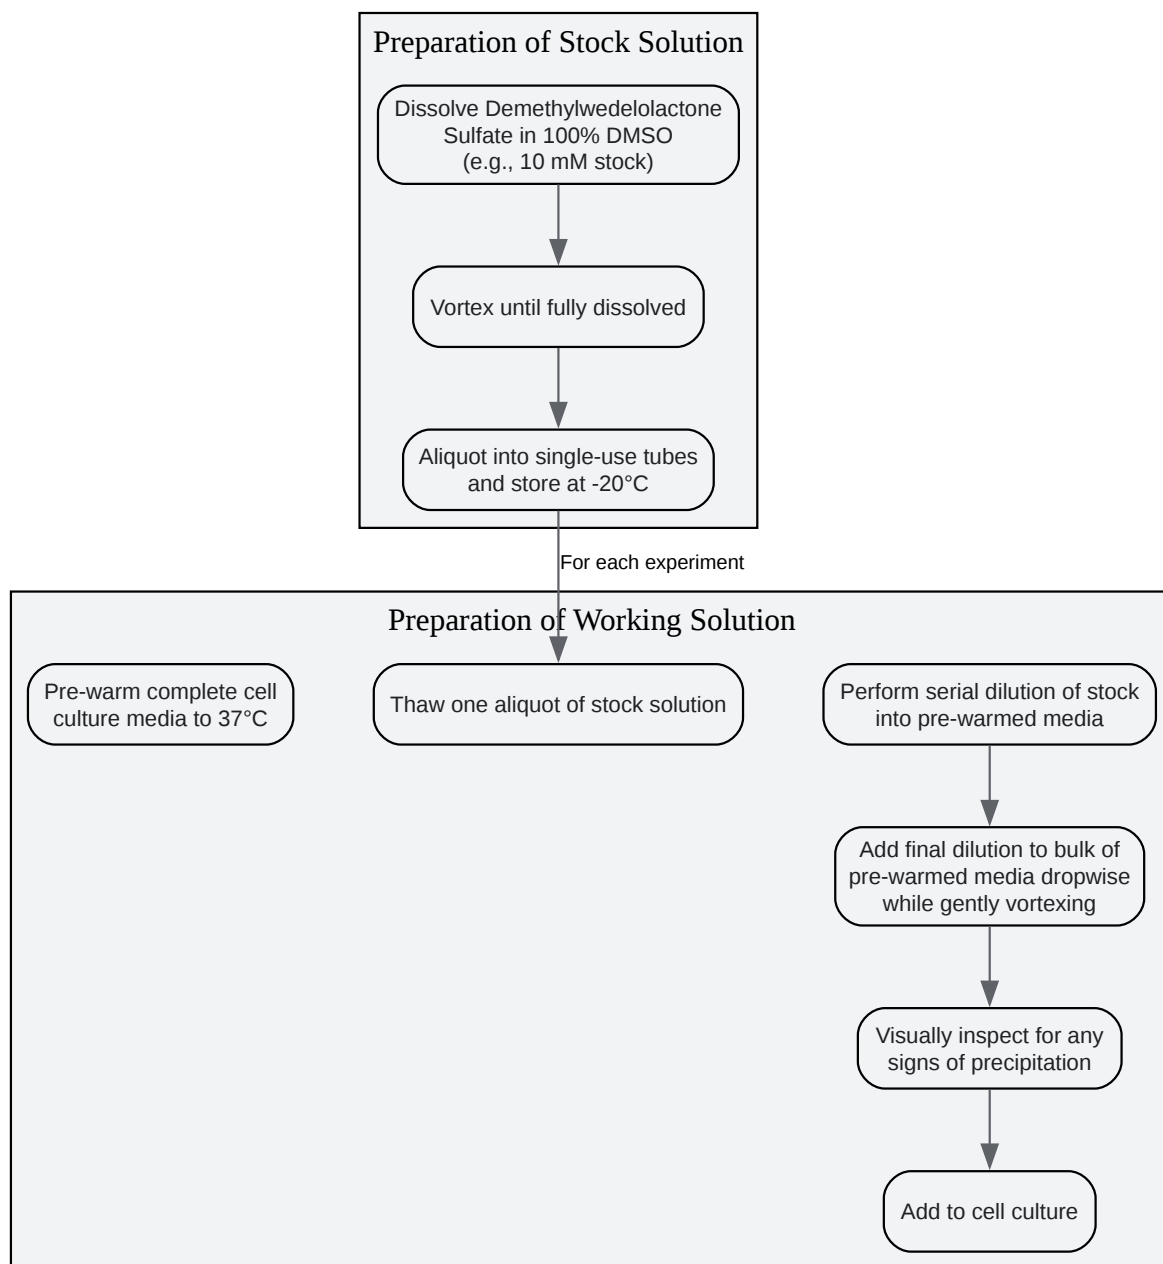 Preparation of Stock Solution
Dissolve Demethylwedelolactone
Sulfate in 100% DMSO
(e.g., 10 mM stock)
Vortex until fully dissolved
Aliquot into single-use tubes
and store at -20°C
For each experiment
Preparation of Working Solution
Pre-warm complete cell
culture media to 37°C
Thaw one aliquot of stock solution
Perform serial dilution of stock
into pre-warmed media
Add final dilution to bulk of
pre-warmed media dropwise
while gently vortexing
Visually inspect for any
signs of precipitation
Add to cell culture